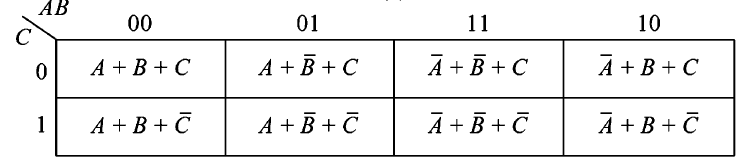 AB
C 00 01 11 10
0 A + B + C A + B̅ + C A̅ + B̅ + C A̅ + B + C
1 A + B + C̅ A + B̅ + C̅ A̅ + B̅ + C̅ A̅ + B + C̅